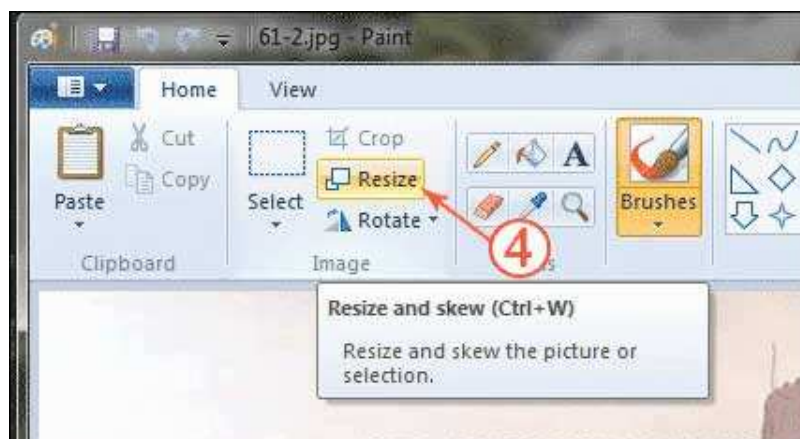 61-2.jpg - Paint
Home View
Cut
Crop
Copy
Resize
Paste
Select
Rotate
A
Brushes
4
Clipboard
Image
Resize and skew (Ctrl+W)
Resize and skew the picture or
selection.